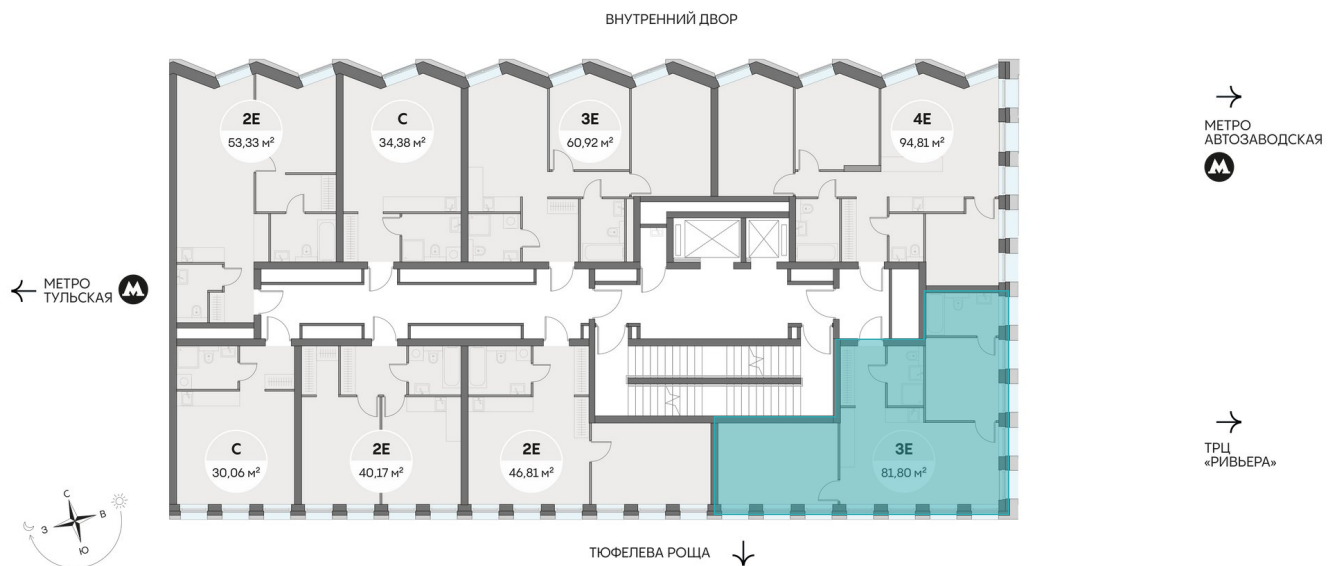 ВНУТРЕННИЙ ДВОР
2Е
53,33 м²
С
34,38 м²
3Е
60,92 м²
4Е
94,81 м²
МЕТРО
АВТОЗАВОДСКАЯ
М
МЕТРО
ТУЛЬСКАЯ
М
С
30,06 м²
2Е
40,17 м²
2Е
46,81 м²
3Е
81,80 м²
ТРЦ
«РИВЬЕРА»
С
В
З
Ю
ТЮФЕЛЕВА РОЩА